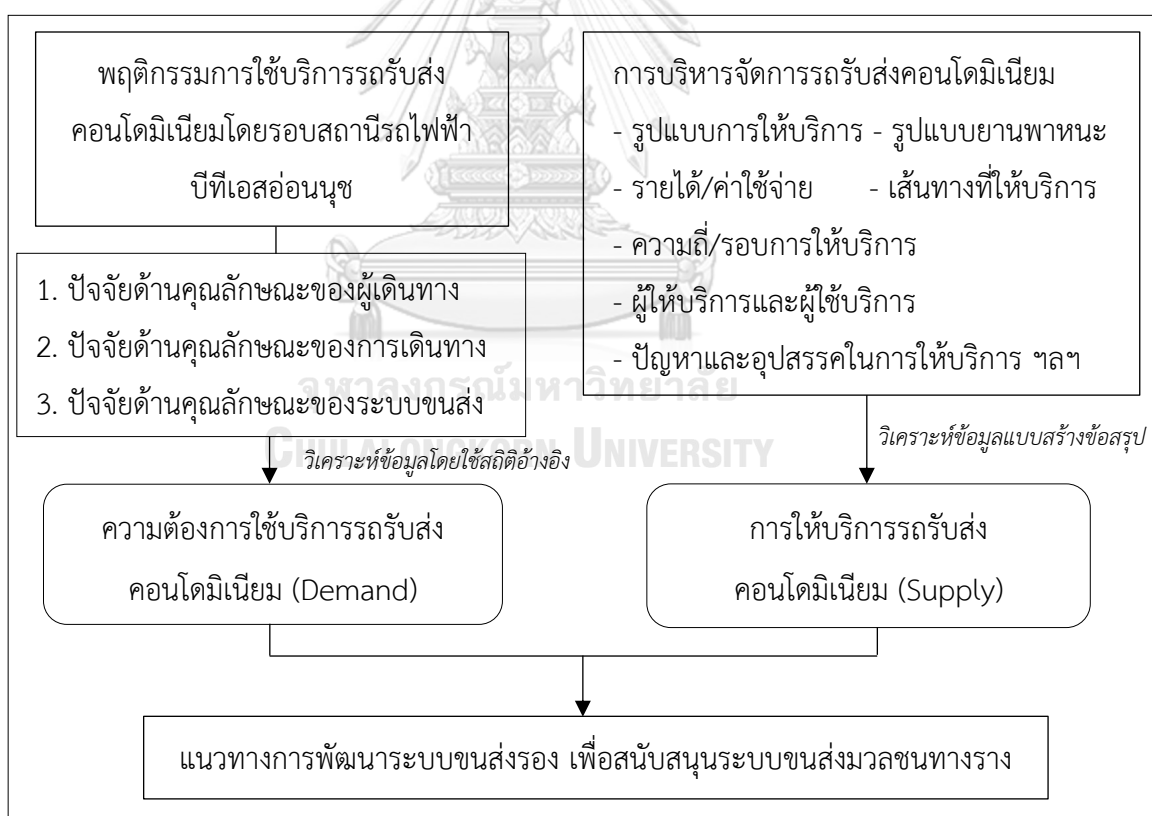 พฤติกรรมการใช้บริการรถรับส่ง
คอนโดมิเนียมโดยรอบสถานีรถไฟฟ้า
บีทีเอสอ่อนนุช
1. ปัจจัยด้านคุณลักษณะของผู้เดินทาง
2. ปัจจัยด้านคุณลักษณะของการเดินทาง
3. ปัจจัยด้านคุณลักษณะของระบบขนส่ง
การบริหารจัดการรถรับส่งคอนโดมิเนียม
- รูปแบบการให้บริการ - รูปแบบยานพาหนะ
- รายได้/ค่าใช้จ่าย - เส้นทางที่ให้บริการ
- ความถี่/รอบการให้บริการ
- ผู้ให้บริการและผู้ใช้บริการ
- ปัญหาและอุปสรรคในการให้บริการ ฯลฯ
จุฬาลงกรณ์มหาวิทยาลัย
CHULALONGKORN UNIVERSITY
วิเคราะห์ข้อมูลโดยใช้สถิติอ้างอิง
วิเคราะห์ข้อมูลแบบสร้างข้อสรุป
ความต้องการใช้บริการรถรับส่ง
คอนโดมิเนียม (Demand)
การให้บริการรถรับส่ง
คอนโดมิเนียม (Supply)
แนวทางการพัฒนาระบบขนส่งรอง เพื่อสนับสนุนระบบขนส่งมวลชนทางราง